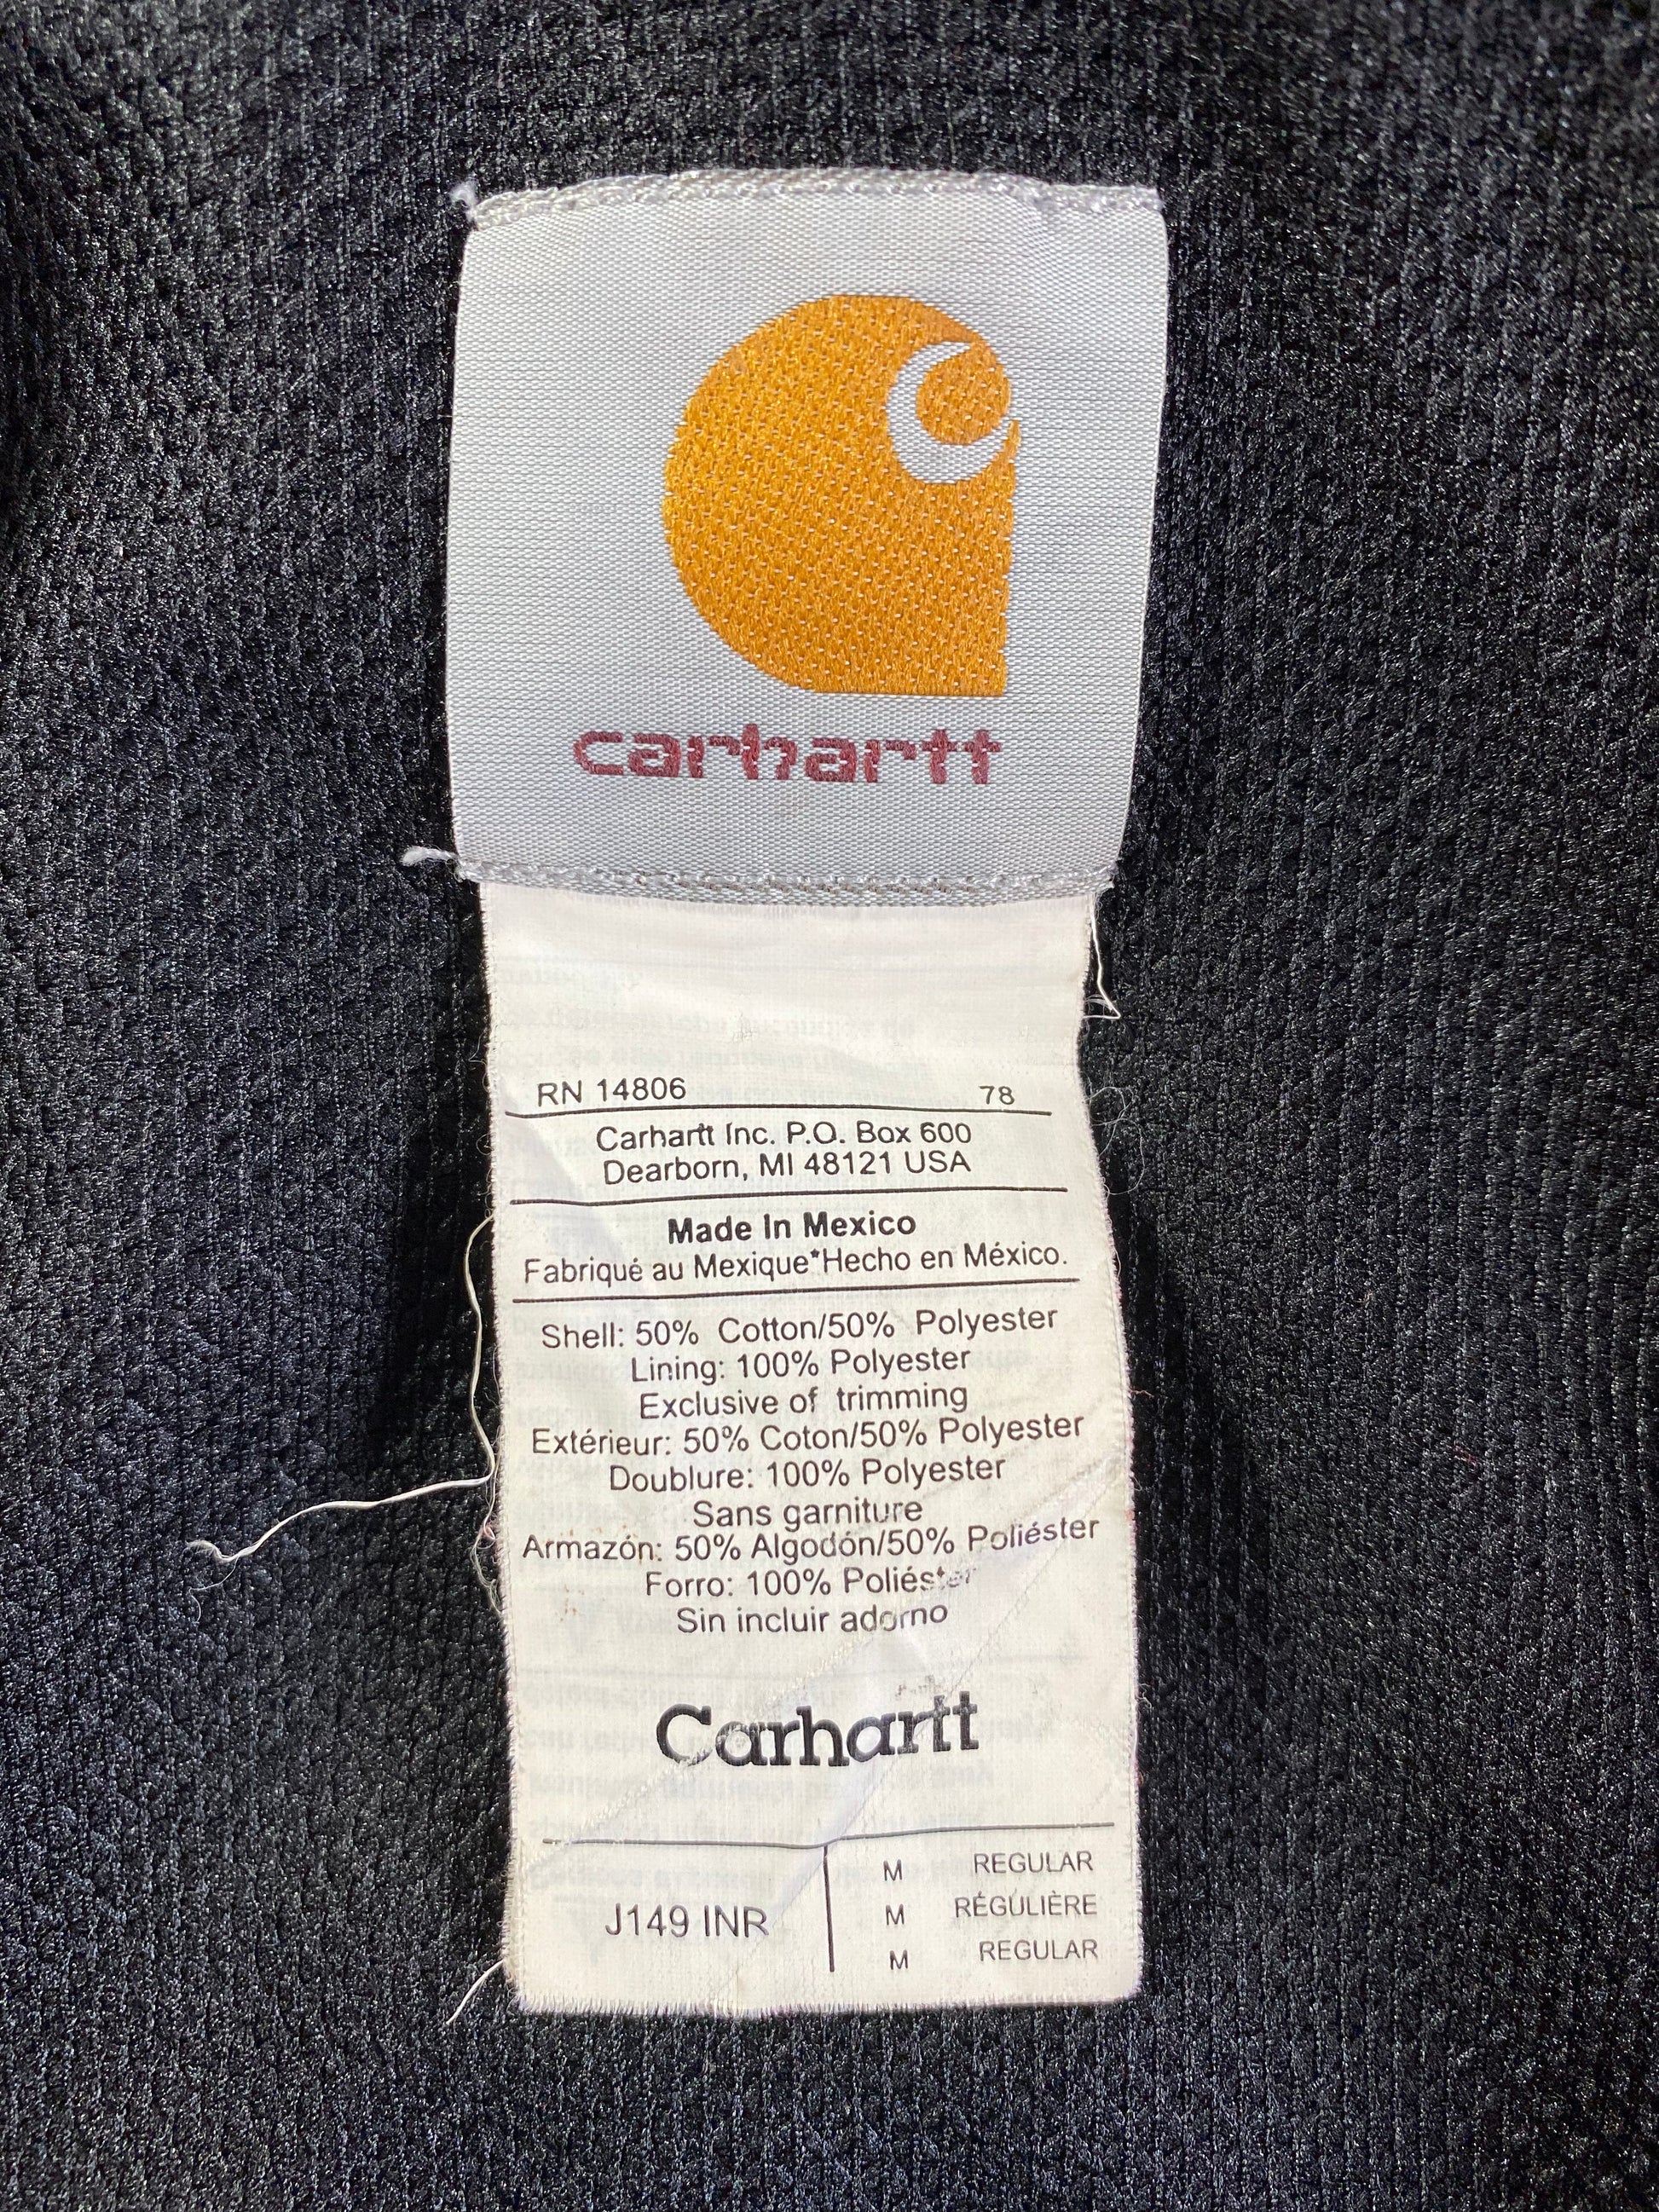 carhartt
RN 14806 78
Carhartt Inc. P.O. Box 600
Dearborn, MI 48121 USA
Made In Mexico
Fabriqué au Mexique*Hecho en México.
Shell: 50% Cotton/50% Polyester
Lining: 100% Polyester
Exclusive of trimming
Extérieur: 50% Coton/50% Polyester
Doublure: 100% Polyester
Sans garniture
Armazón: 50% Algodón/50% Poliéster
Forro: 100% Poliéster
Sin incluir adorno
Carhartt
J149 INR
M REGULAR
M RÉGULIÈRE
M REGULAR